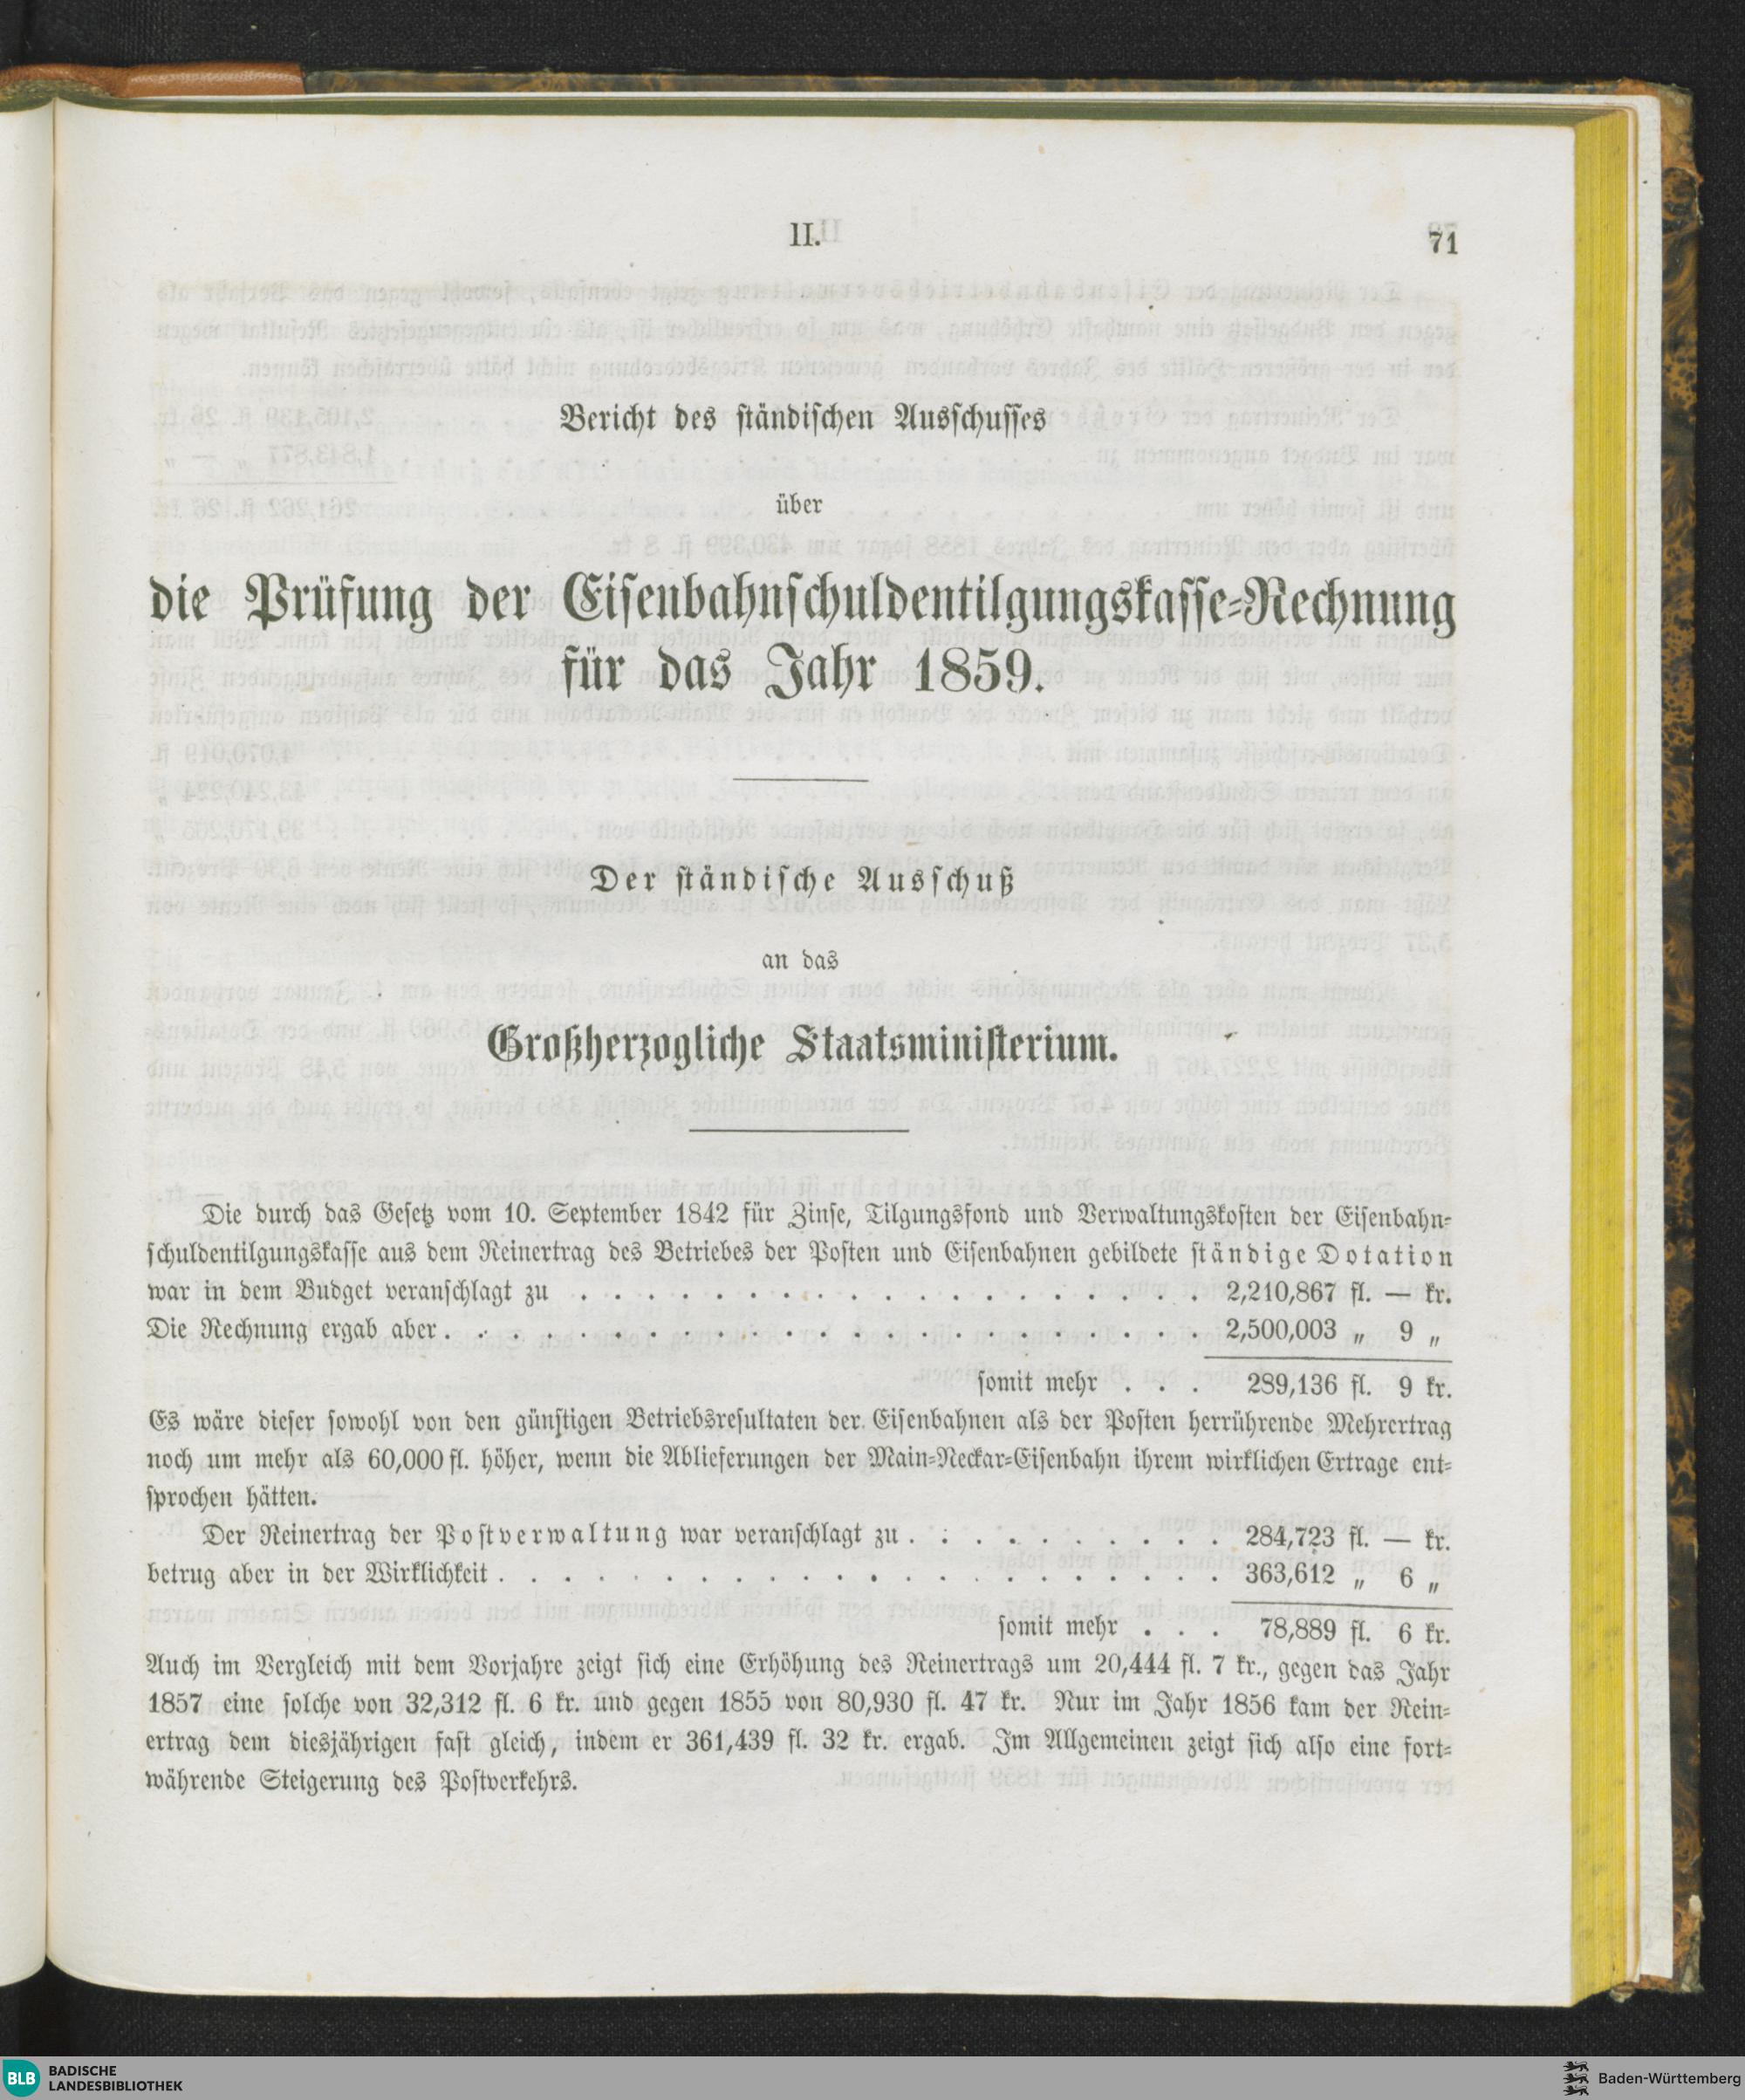 II.
71
Bericht des ständischen Ausschusses
über
die Prüfung der Eisenbahnschuldentilgungskasse-Rechnung
für das Jahr 1859.
Der ständische Ausschuß
an das
Großherzogliche Staatsministerium.
Die durch das Gesetz vom 10. September 1842 für Zinse, Tilgungsfond und Verwaltungskosten der Eisenbahn-
schuldentilgungskasse aus dem Reinertrag des Betriebes der Posten und Eisenbahnen gebildete ständige Dotation
war in dem Budget veranschlagt zu . . . . . . . . . . . . . . . . . . . 2,210,867 fl. — kr.
Die Rechnung ergab aber . . . . . . . . . . . . . . . . . . . . . . . 2,500,003 „ 9 „
somit mehr . . . 289,136 fl. 9 kr.
Es wäre dieser sowohl von den günstigen Betriebsresultaten der Eisenbahnen als der Posten herrührende Mehrertrag
noch um mehr als 60,000 fl. höher, wenn die Ablieferungen der Main-Neckar-Eisenbahn ihrem wirklichen Ertrage ent-
sprochen hätten.
Der Reinertrag der Postverwaltung war veranschlagt zu . . . . . . . . . . 284,723 fl. — kr.
betrug aber in der Wirklichkeit . . . . . . . . . . . . . . . . . . . . . . 363,612 „ 6 „
somit mehr . . . 78,889 fl. 6 kr.
Auch im Vergleich mit dem Vorjahre zeigt sich eine Erhöhung des Reinertrags um 20,444 fl. 7 kr., gegen das Jahr
1857 eine solche von 32,312 fl. 6 kr. und gegen 1855 von 80,930 fl. 47 kr. Nur im Jahr 1856 kam der Rein-
ertrag dem diesjährigen fast gleich, indem er 361,439 fl. 32 kr. ergab. Im Allgemeinen zeigt sich also eine fort-
währende Steigerung des Postverkehrs.
BLB
BADISCHE
LANDESBIBLIOTHEK
Baden-Württemberg